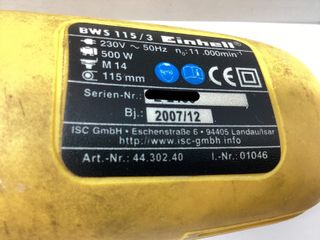 BWS 115/3 Einhell
230V ~ 50Hz n₀: 11.000min⁻¹
500 W
M 14
115 mm
Serien-Nr.:
Bj.: 2007/12
ISC GmbH • Eschenstraße 6 • 94405 Landau/Isar
http://www.isc-gmbh.info
Art.-Nr.: 44.302.40 I.-Nr.: 01046